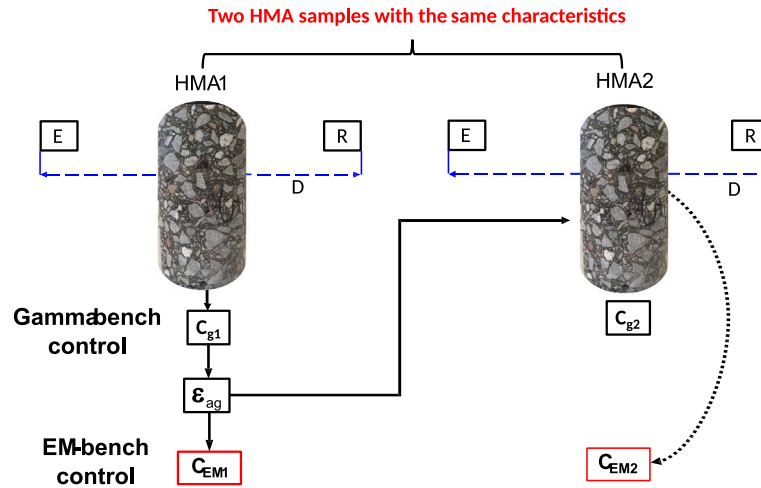 Two HMA samples with the same characteristics
HMA1
HMA2
E
R
E
R
D
D
Gammabench
control
Cg1
Cg2
εag
EM-bench
control
CEM1
CEM2